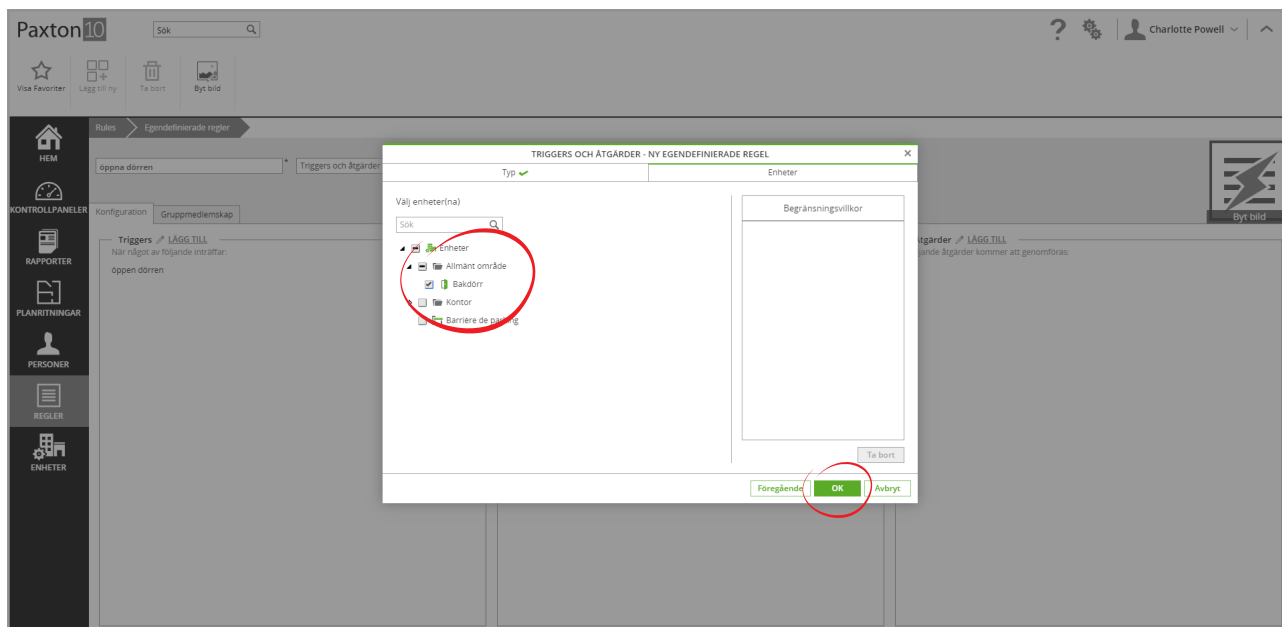 Paxton10
Sök
?
Charlotte Powell
Visa Favoriter
Lägg till ny
Ta bort
Byt bild
HEM
KONTROLLPANELER
RAPPORTER
PLANRITNINGAR
PERSONER
REGLER
ENHETER
Rules
Egendefinierade regler
öppna dörren
*
Triggers och åtgärder
Byt bild
Konfiguration
Gruppmedlemskap
Triggers LÄGG TILL
När något av följande inträffar:
öppen dörren
TRIGGERS OCH ÅTGÄRDER - NY EGENDEFINIERADE REGEL
Typ
Enheter
Välj enheter(na)
Sök
Enheter
Allmänt område
Bakdörr
Kontor
Barrière de parking
Begränsningsvillkor
Ta bort
Föregående
OK
Avbryt
tgärder LÄGG TILL
jande åtgärder kommer att genomföras: